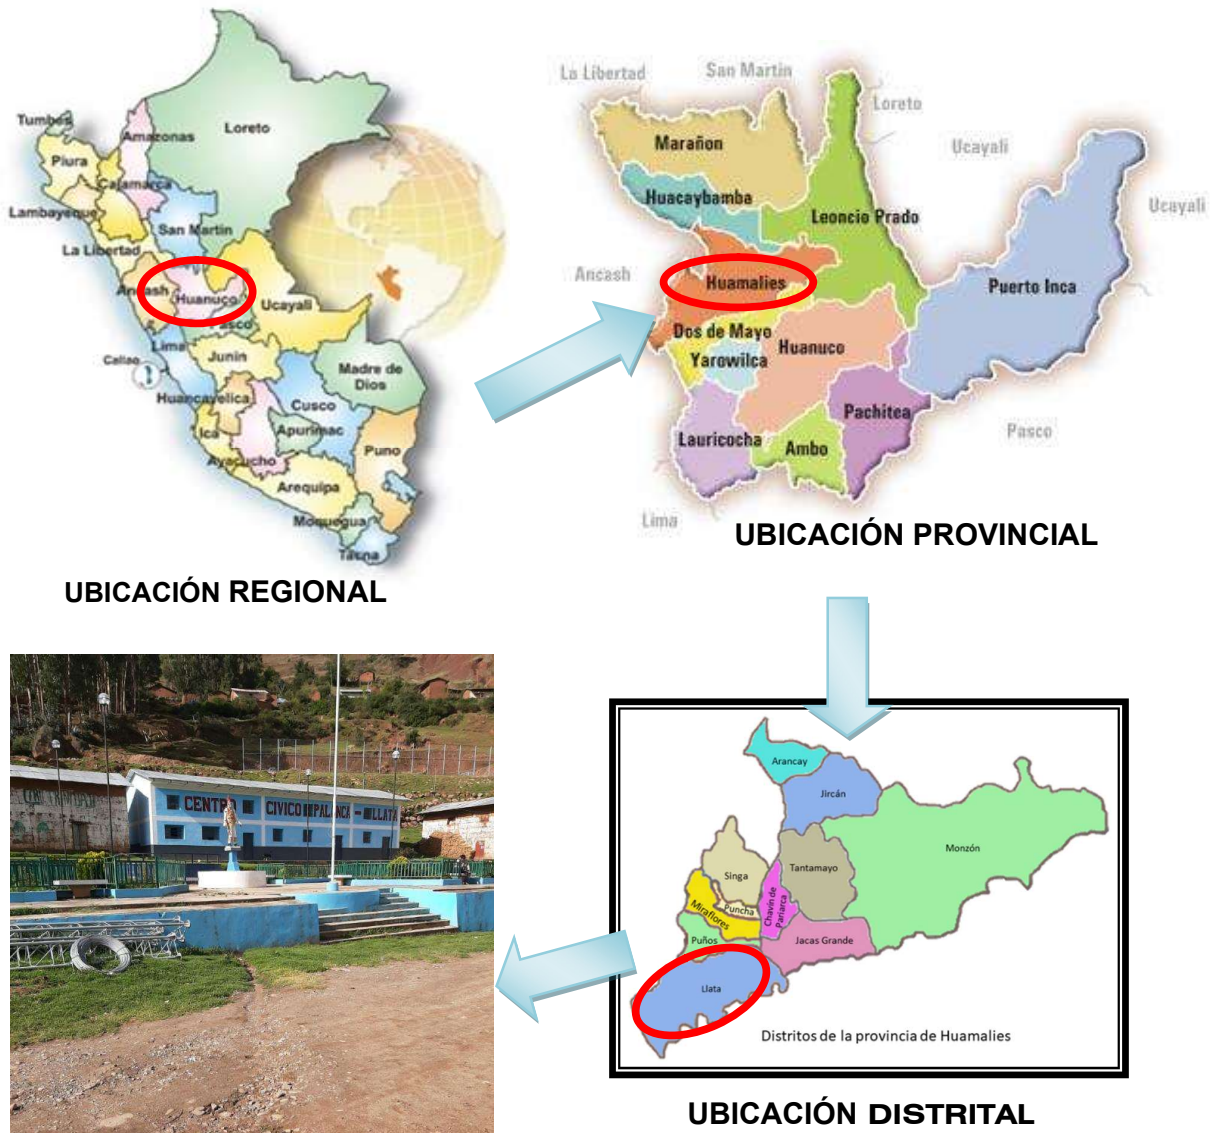 Tumbes
Piura
Lambayeque
Amazonas
Cajamarca
Loreto
San Martin
La Libertad
Ancash
Huanuco
Ucayali
Pasco
Lima
Callao
Junin
Madre de
Dios
Huancavelica
Cusco
Ica
Apurimac
Ayacucho
Puno
Arequipa
Moquegua
Tacna
UBICACIÓN REGIONAL
La Libertad
San Martin
Loreto
Ucayali
Ucayali
Ancash
Marañon
Huacaybamba
Leoncio Prado
Huamalies
Puerto Inca
Dos de Mayo
Huanuco
Yarowilca
Pachitea
Lauricocha
Ambo
Pasco
Lima
UBICACIÓN PROVINCIAL
CENTRO CIVICO PALANCA - LLATA
Arancay
Jircán
Monzón
Tantamayo
Singa
Puncha
Miraflores
Chavín de
Pariarca
Puños
Jacas Grande
Llata
Distritos de la provincia de Huamalies
UBICACIÓN DISTRITAL